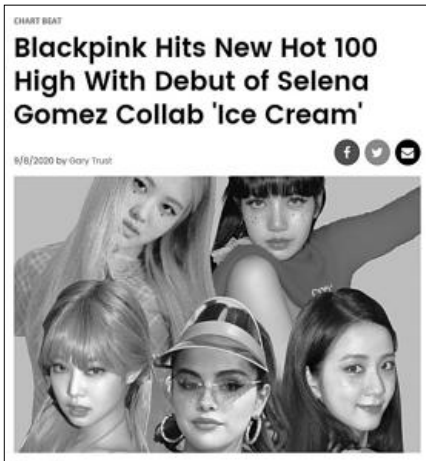 CHART BEAT
Blackpink Hits New Hot 100
High With Debut of Selena
Gomez Collab 'Ice Cream'
9/8/2020 by Gary Trust